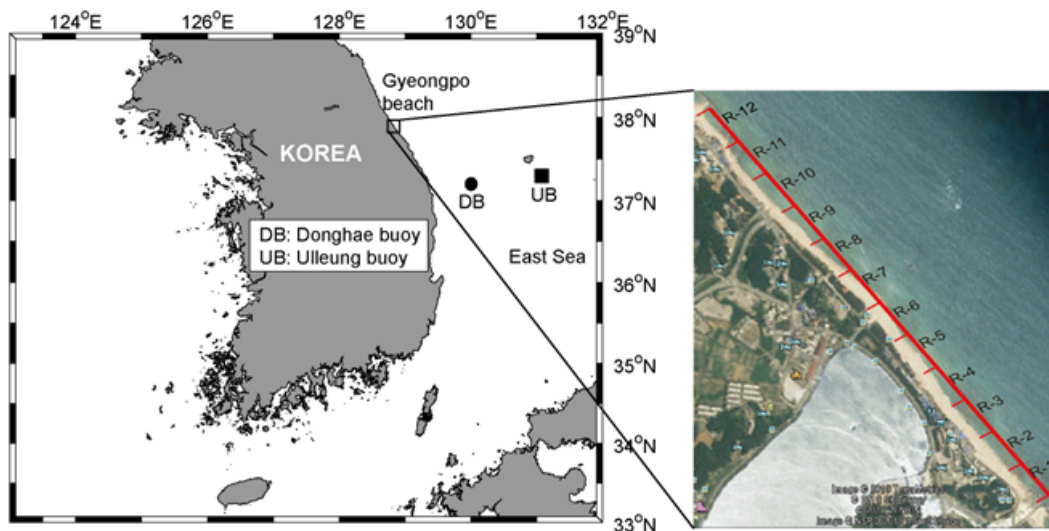 124°E
126°E
128°E
130°E
132°E
39°N
Gyeongpo
beach
38°N
KOREA
DB
UB
37°N
DB: Donghae buoy
UB: Ulleung buoy
East Sea
36°N
35°N
34°N
33°N
R-12
R-11
R-10
R-9
R-8
R-7
R-6
R-5
R-4
R-3
R-2
R-1